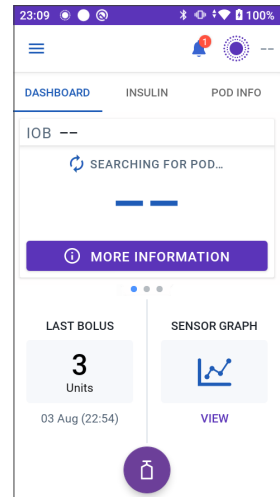 23:09 100%
1
--
DASHBOARD INSULIN POD INFO
IOB --
SEARCHING FOR POD...
— —
MORE INFORMATION
LAST BOLUS SENSOR GRAPH
3
Units
03 Aug (22:54) VIEW